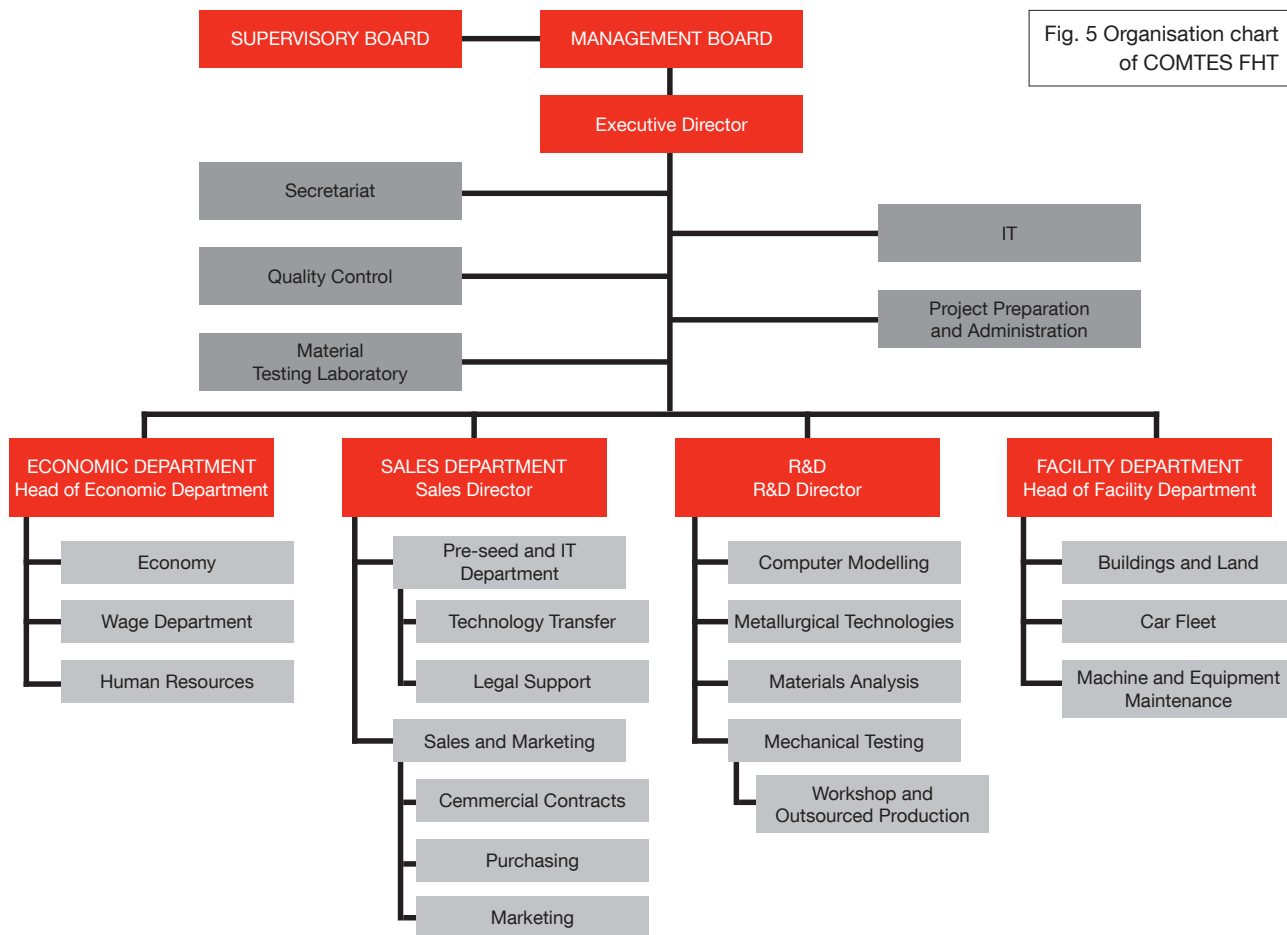 SUPERVISORY BOARD
MANAGEMENT BOARD
Fig. 5 Organisation chart
of COMTES FHT
Executive Director
Secretariat
IT
Quality Control
Project Preparation
and Administration
Material
Testing Laboratory
ECONOMIC DEPARTMENT
Head of Economic Department
Economy
Wage Department
Human Resources
SALES DEPARTMENT
Sales Director
Pre-seed and IT
Department
Technology Transfer
Legal Support
Sales and Marketing
Cemmercial Contracts
Purchasing
Marketing
R&D
R&D Director
Computer Modelling
Metallurgical Technologies
Materials Analysis
Mechanical Testing
Workshop and
Outsourced Production
FACILITY DEPARTMENT
Head of Facility Department
Buildings and Land
Car Fleet
Machine and Equipment
Maintenance